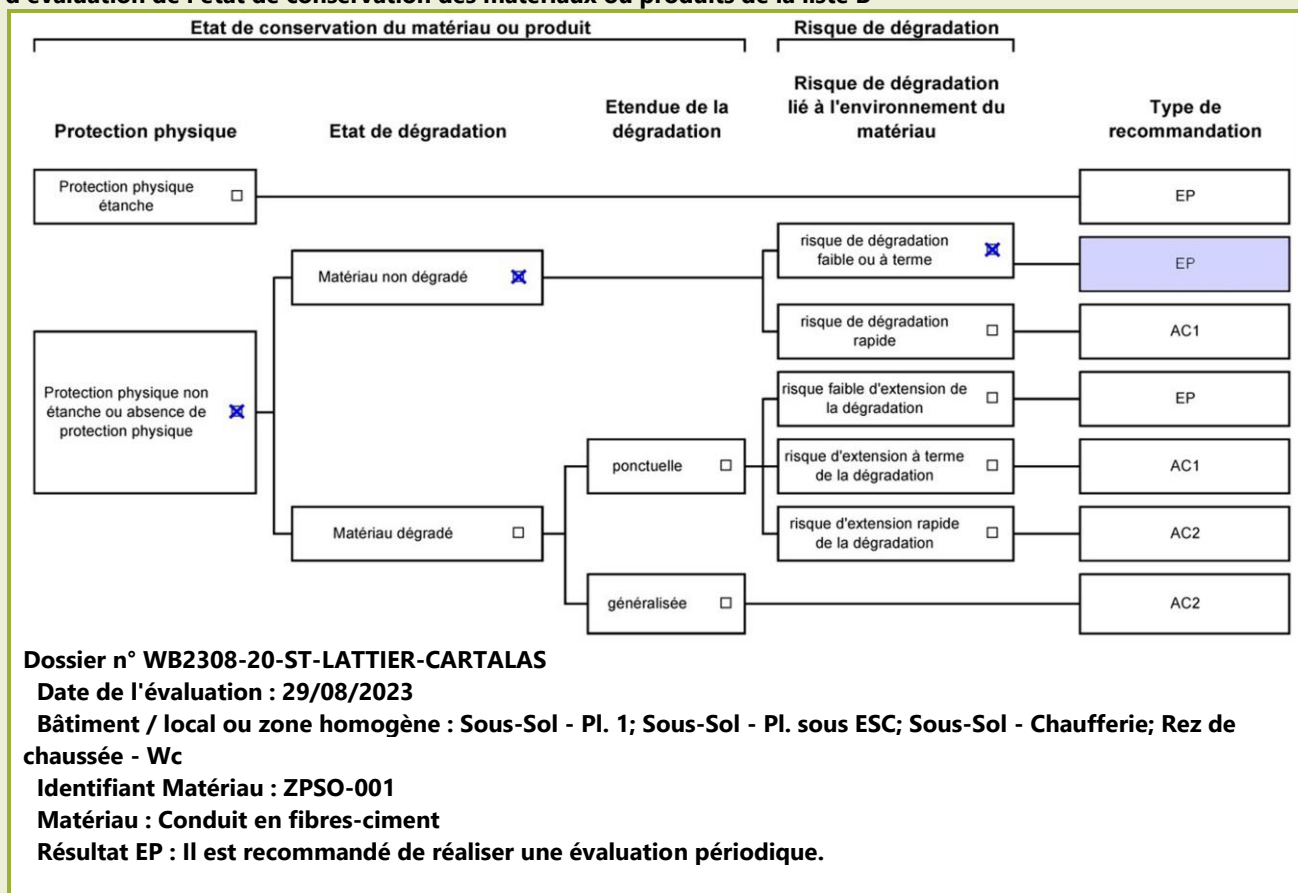 d'évaluation de l'état de conservation des matériaux ou produits de la liste B
Etat de conservation du matériau ou produit
Risque de dégradation
Protection physique
Etat de dégradation
Etendue de la
dégradation
Risque de dégradation
lié à l'environnement du
matériau
Type de
recommandation
Protection physique
étanche
EP
risque de dégradation
faible ou à terme
EP
Matériau non dégradé
risque de dégradation
rapide
AC1
Protection physique non
étanche ou absence de
protection physique
risque faible d'extension de
la dégradation
EP
ponctuelle
risque d'extension à terme
de la dégradation
AC1
Matériau dégradé
risque d'extension rapide
de la dégradation
AC2
généralisée
AC2
Dossier n° WB2308-20-ST-LATTIER-CARTALAS
Date de l'évaluation : 29/08/2023
Bâtiment / local ou zone homogène : Sous-Sol - Pl. 1; Sous-Sol - Pl. sous ESC; Sous-Sol - Chaufferie; Rez de
chaussée - Wc
Identifiant Matériau : ZPSO-001
Matériau : Conduit en fibres-ciment
Résultat EP : Il est recommandé de réaliser une évaluation périodique.